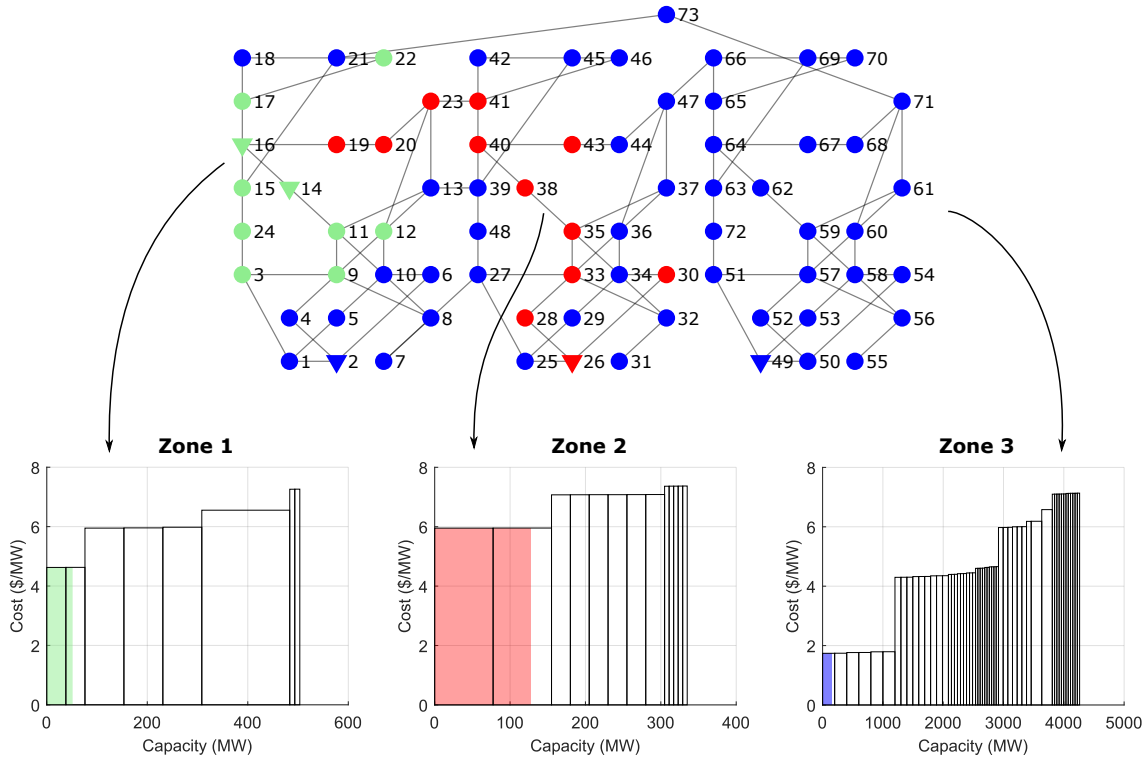 73
18 21 22 42 45 46 66 69 70
17 23 41 47 65 71
16 19 20 40 43 44 64 67 68
15 14 13 39 38 37 63 62 61
24 11 12 48 35 36 72 59 60
3 9 10 6 27 33 34 30 51 57 58 54
4 5 8 28 29 32 52 53 56
1 2 7 25 26 31 49 50 55
Zone 1
8
6
4
2
0
Cost ($/MW)
0 200 400 600
Capacity (MW)
Zone 2
8
6
4
2
0
Cost ($/MW)
0 100 200 300 400
Capacity (MW)
Zone 3
8
6
4
2
0
Cost ($/MW)
0 1000 2000 3000 4000 5000
Capacity (MW)